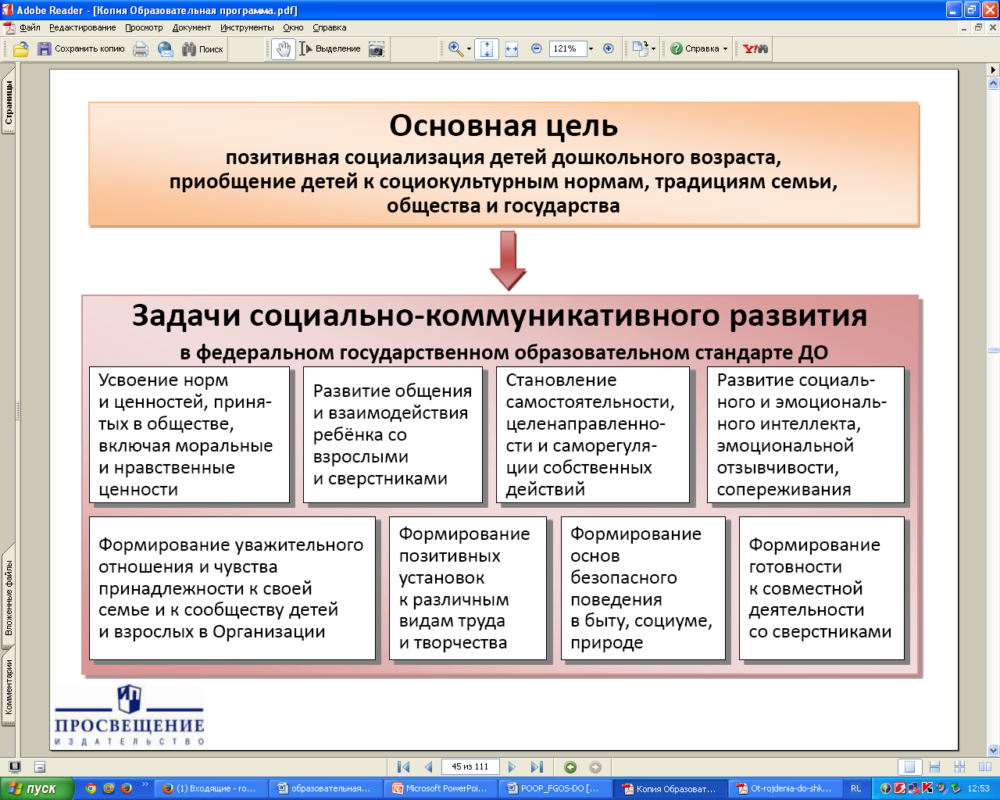 Adobe Reader - [Копия Образовательная программа.pdf]
Файл Редактирование Просмотр Документ Инструменты Окно Справка
Сохранить копию Поиск Выделение 121% Справка Y!
Страницы
Вложенные файлы
Комментарии
Основная цель
позитивная социализация детей дошкольного возраста,
приобщение детей к социокультурным нормам, традициям семьи,
общества и государства
Задачи социально-коммуникативного развития
в федеральном государственном образовательном стандарте ДО
Усвоение норм
и ценностей, приня-
тых в обществе,
включая моральные
и нравственные
ценности
Развитие общения
и взаимодействия
ребёнка со
взрослыми
и сверстниками
Становление
самостоятельности,
целенаправленно-
сти и саморегуля-
ции собственных
действий
Развитие социаль-
ного и эмоциональ-
ного интеллекта,
эмоциональной
отзывчивости,
сопереживания
Формирование уважительного
отношения и чувства
принадлежности к своей
семье и к сообществу детей
и взрослых в Организации
Формирование
позитивных
установок
к различным
видам труда
и творчества
Формирование
основ
безопасного
поведения
в быту, социуме,
природе
Формирование
готовности
к совместной
деятельности
со сверстниками
ИП
ПРОСВЕЩЕНИЕ
ИЗДАТЕЛЬСТВО
45 из 111
пуск
(1) Входящие - ro...
образовательная...
Microsoft PowerPoi...
POOP_FGOS-DO [...
Копия Образоват...
Ot-rojdenia-do-shk...
RL
12:53